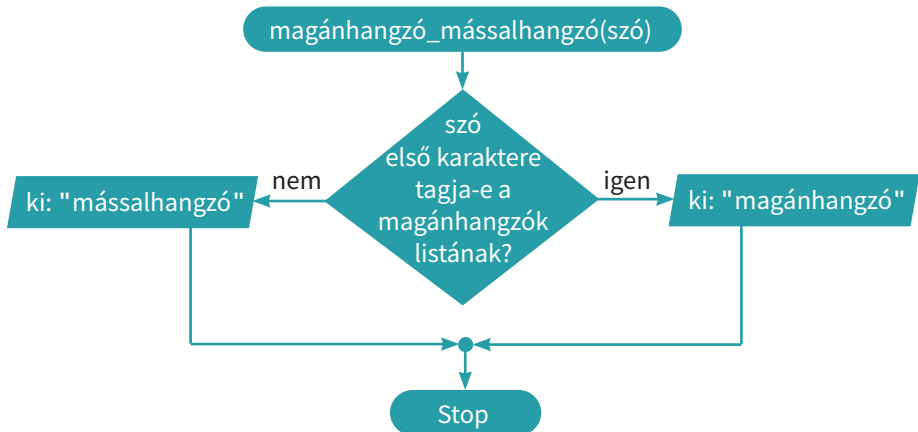 magánhangzó_mássalhangzó(szó)
szó
első karaktere
tagja-e a
magánhangzók
listának?
nem
igen
ki: "mássalhangzó"
ki: "magánhangzó"
Stop